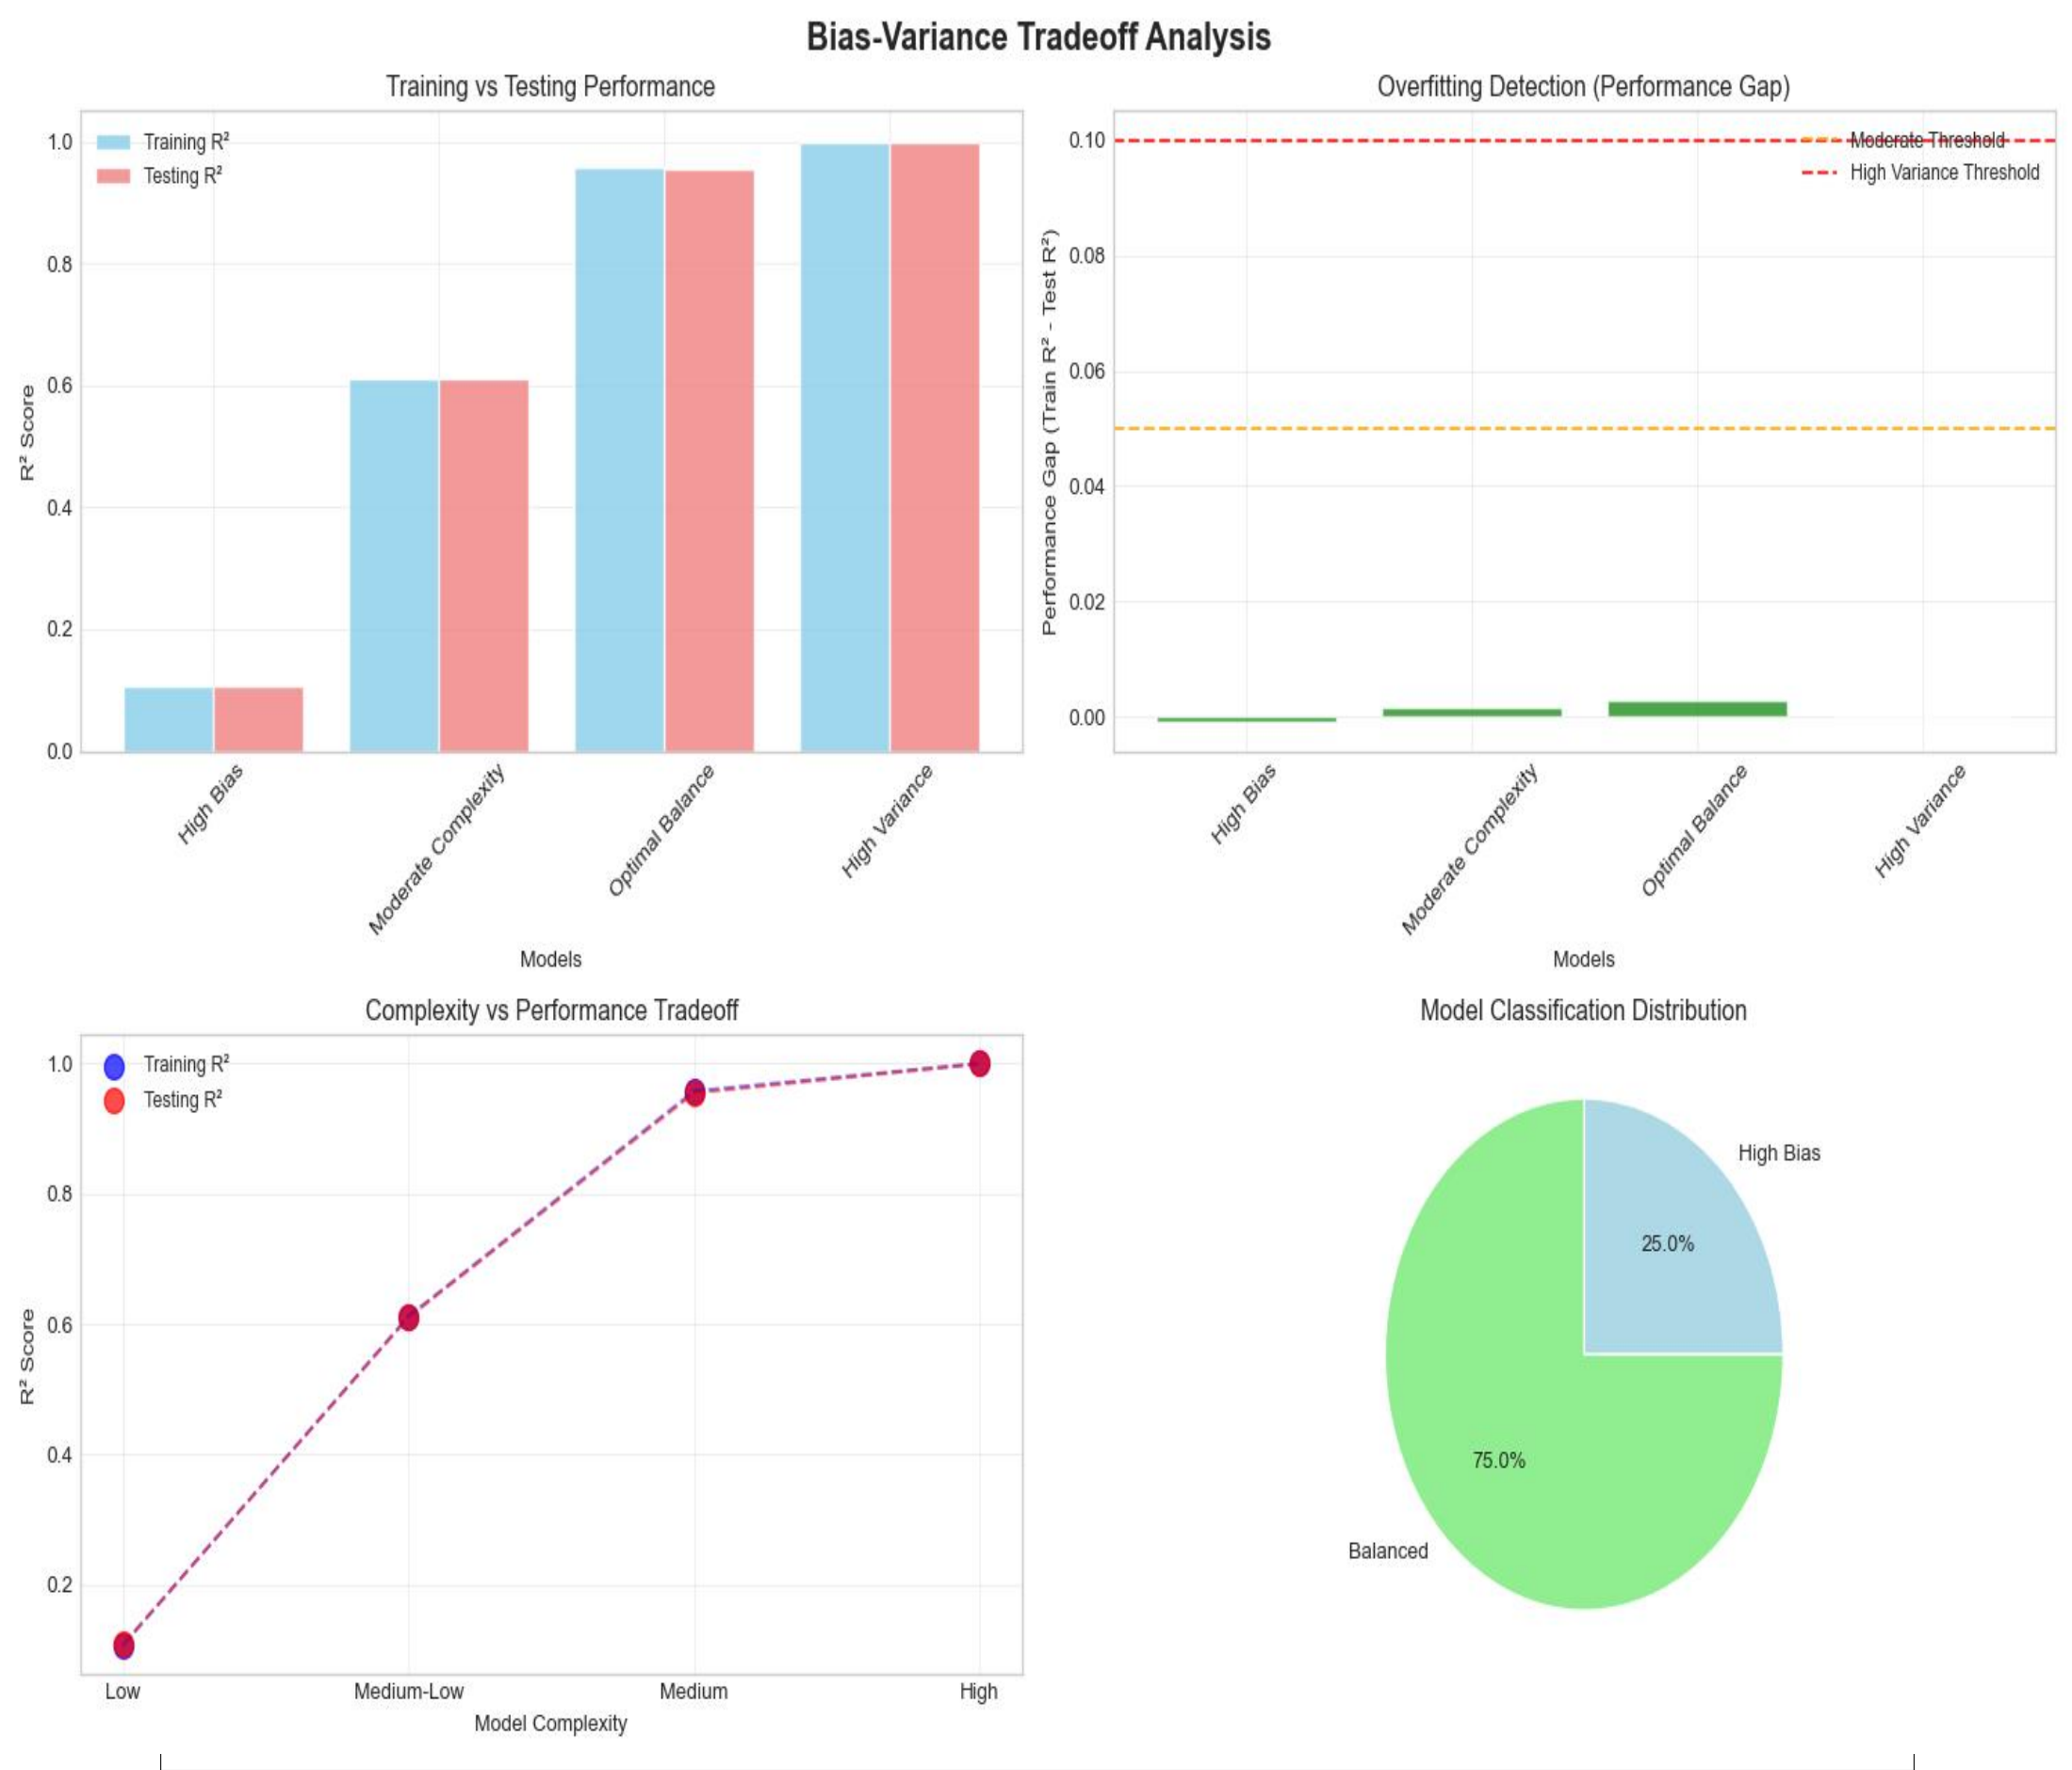 Bias-Variance Tradeoff Analysis
Training vs Testing Performance
R² Score
1.0
0.8
0.6
0.4
0.2
0.0
Training R²
Testing R²
High Bias
Moderate Complexity
Optimal Balance
High Variance
Models
Overfitting Detection (Performance Gap)
Performance Gap (Train R² - Test R²)
0.10
0.08
0.06
0.04
0.02
0.00
Moderate Threshold
High Variance Threshold
High Bias
Moderate Complexity
Optimal Balance
High Variance
Models
Complexity vs Performance Tradeoff
R² Score
1.0
0.8
0.6
0.4
0.2
Training R²
Testing R²
Low
Medium-Low
Medium
High
Model Complexity
Model Classification Distribution
High Bias
25.0%
75.0%
Balanced